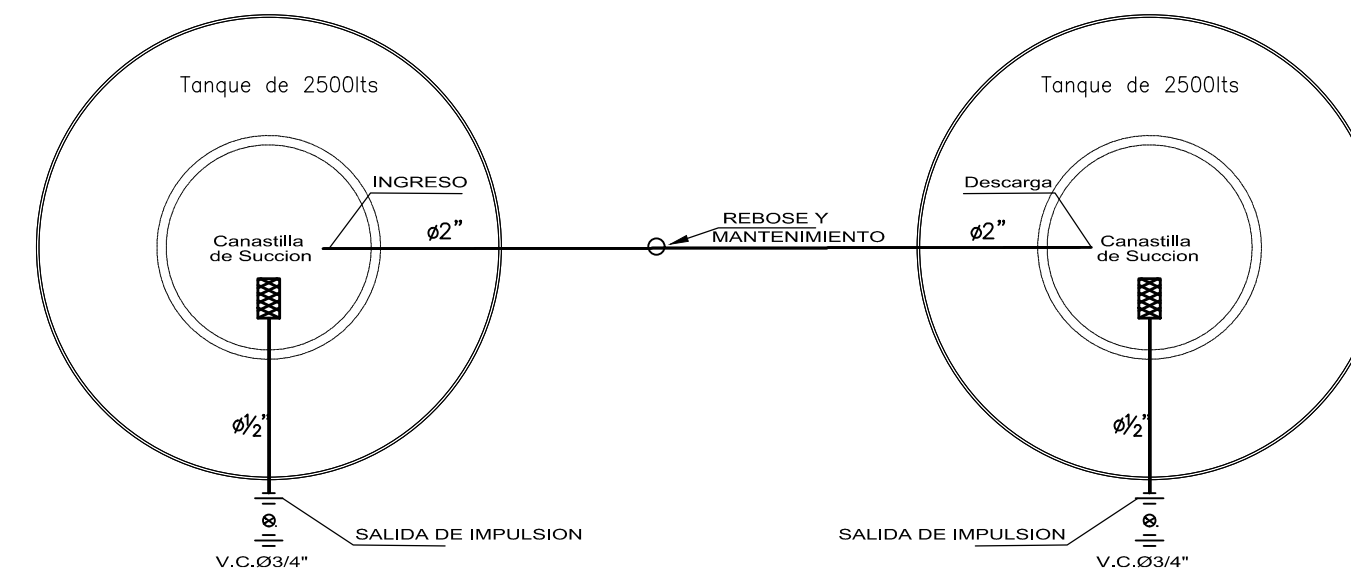 Tanque de 2500lts
Tanque de 2500lts
INGRESO
Descarga
ø2"
REBOSE Y
MANTENIMIENTO
ø2"
Canastilla
de Succion
Canastilla
de Succion
ø1/2"
ø1/2"
SALIDA DE IMPULSION
SALIDA DE IMPULSION
V.C.Ø3/4"
V.C.Ø3/4"